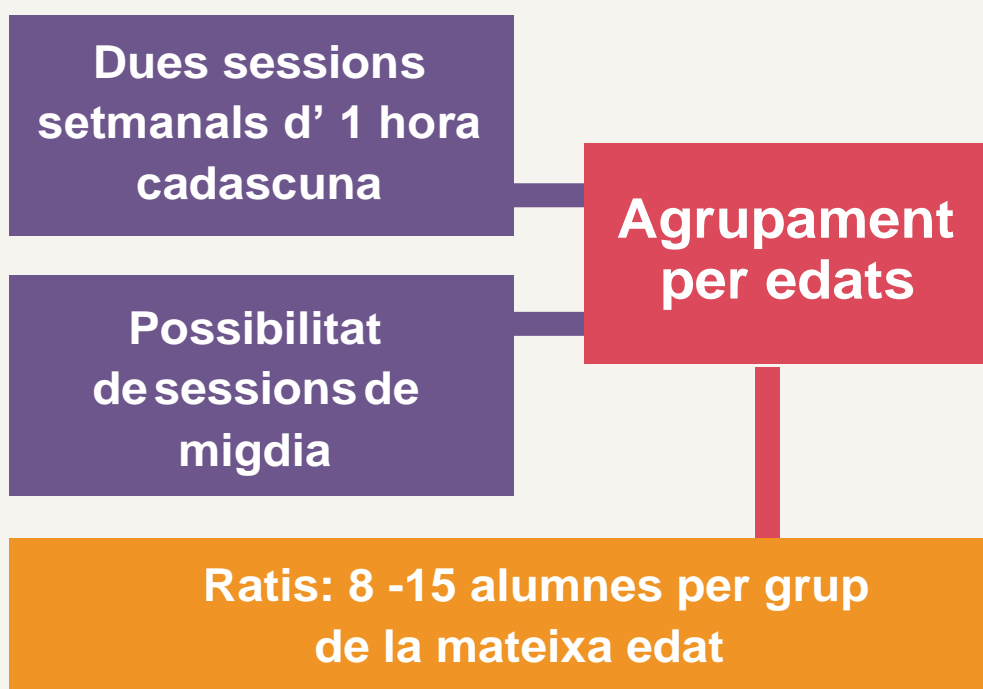 Dues sessions
setmanals d’ 1 hora
cadascuna
Possibilitat
de sessions de
migdia
Agrupament
per edats
Ratis: 8 -15 alumnes per grup
de la mateixa edat